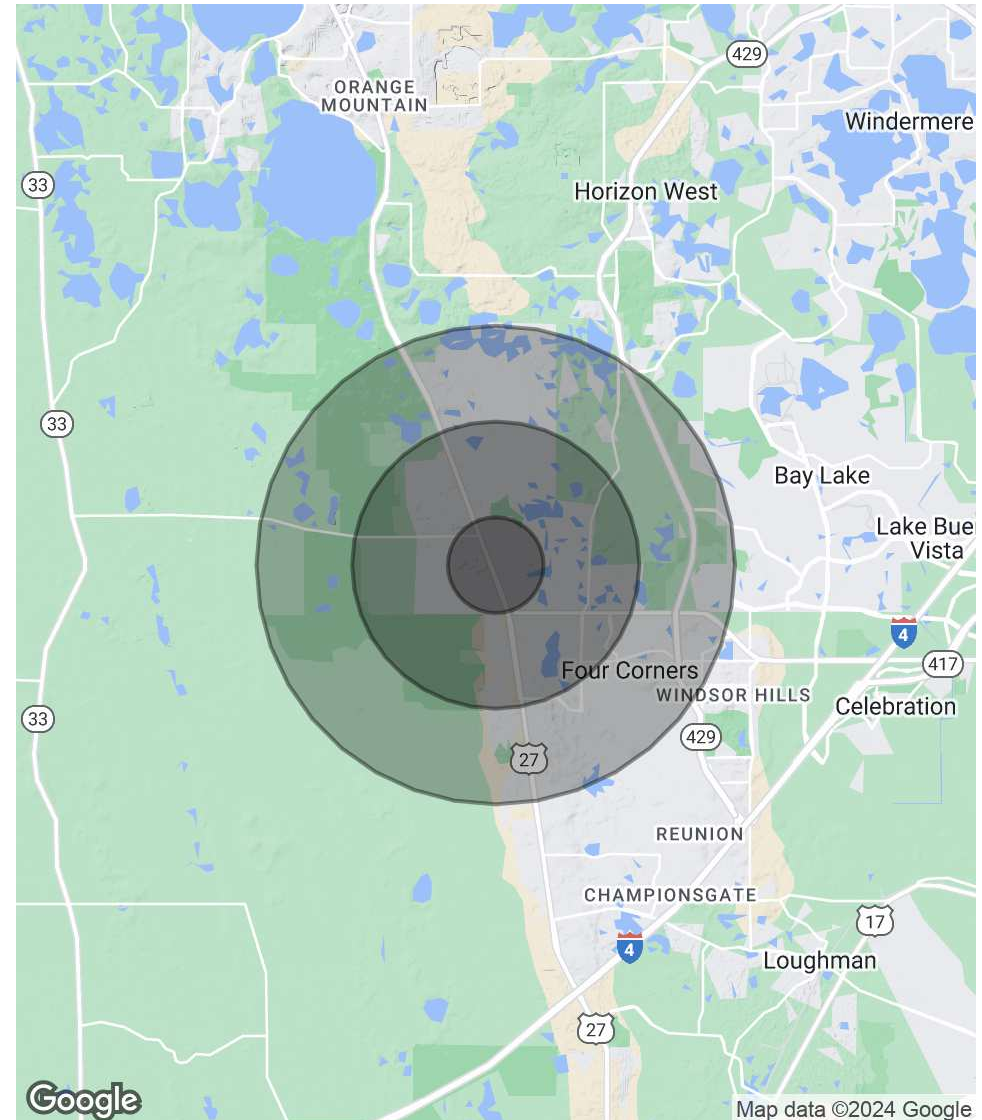 429
ORANGE
MOUNTAIN
Windermere
33
Horizon West
33
Bay Lake
Lake Bue
Vista
4
417
Four Corners
WINDSOR HILLS
Celebration
33
429
27
REUNION
CHAMPIONSGATE
17
4
Loughman
27
Google
Map data ©2024 Google